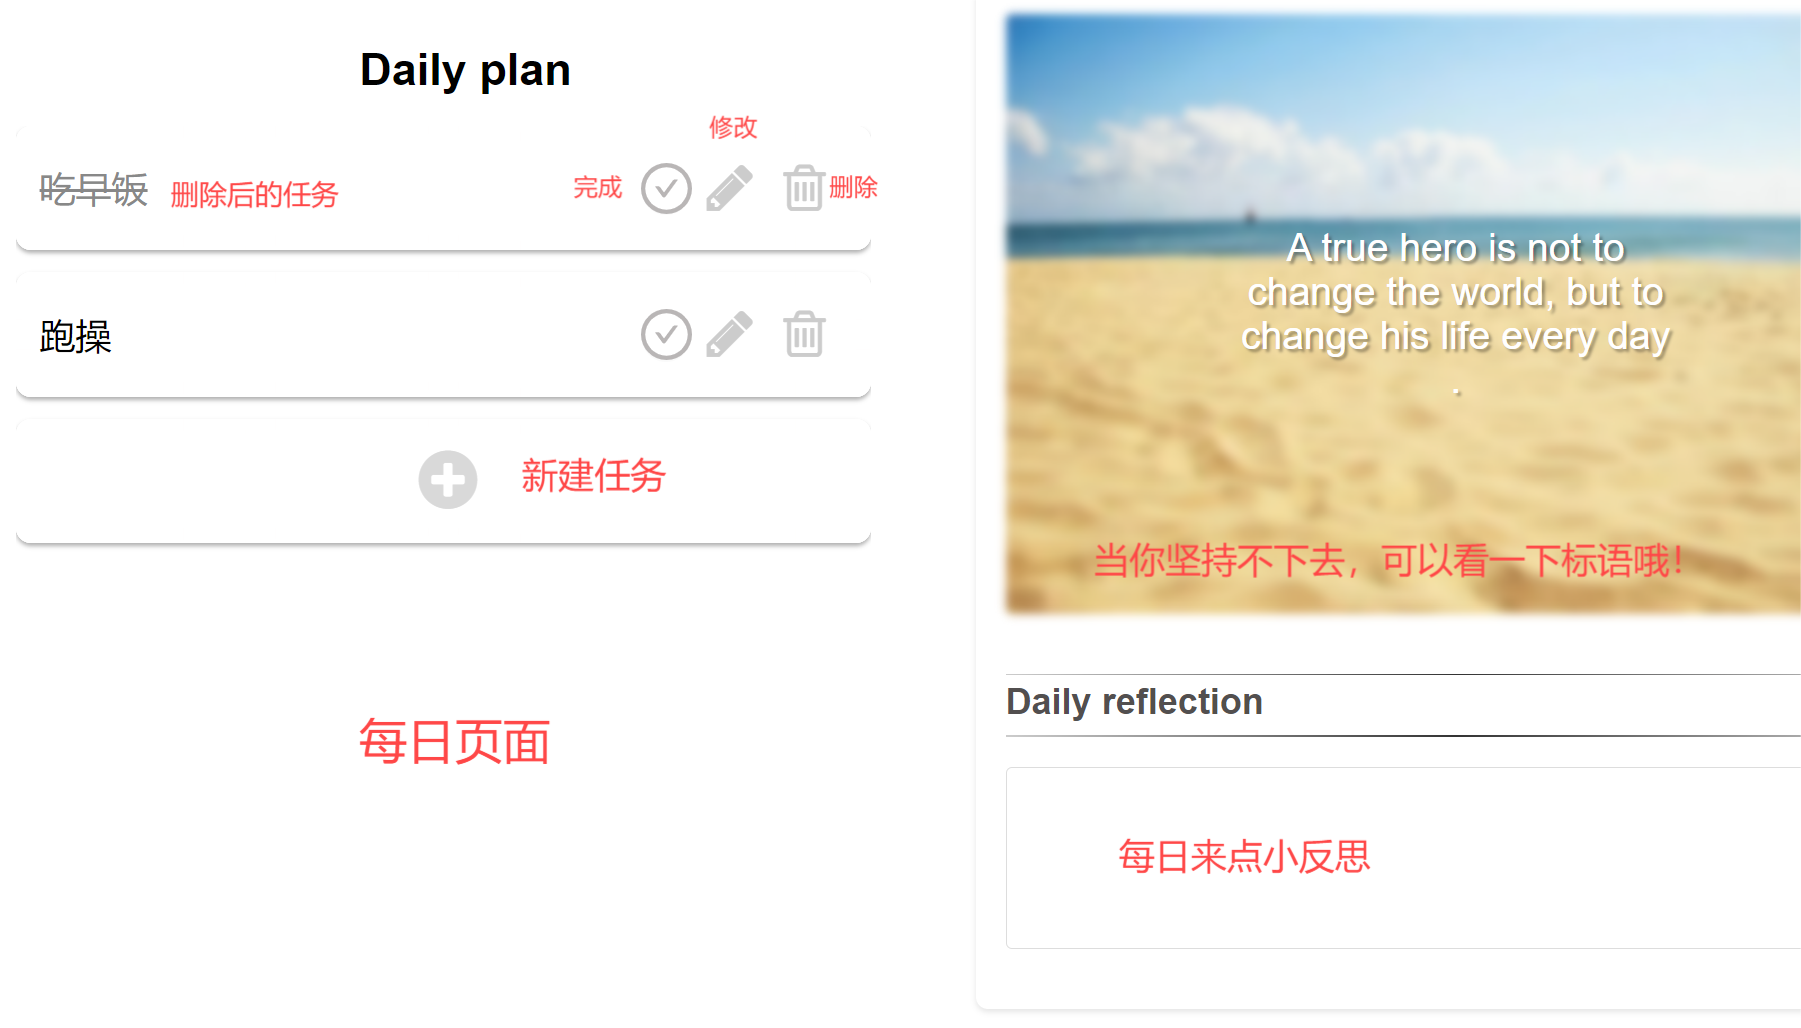 Daily plan
修改
吃早饭 删除后的任务 完成 删除
跑操
新建任务
每日页面
A true hero is not to
change the world, but to
change his life every day
.
当你坚持不下去，可以看一下标语哦！
Daily reflection
每日来点小反思